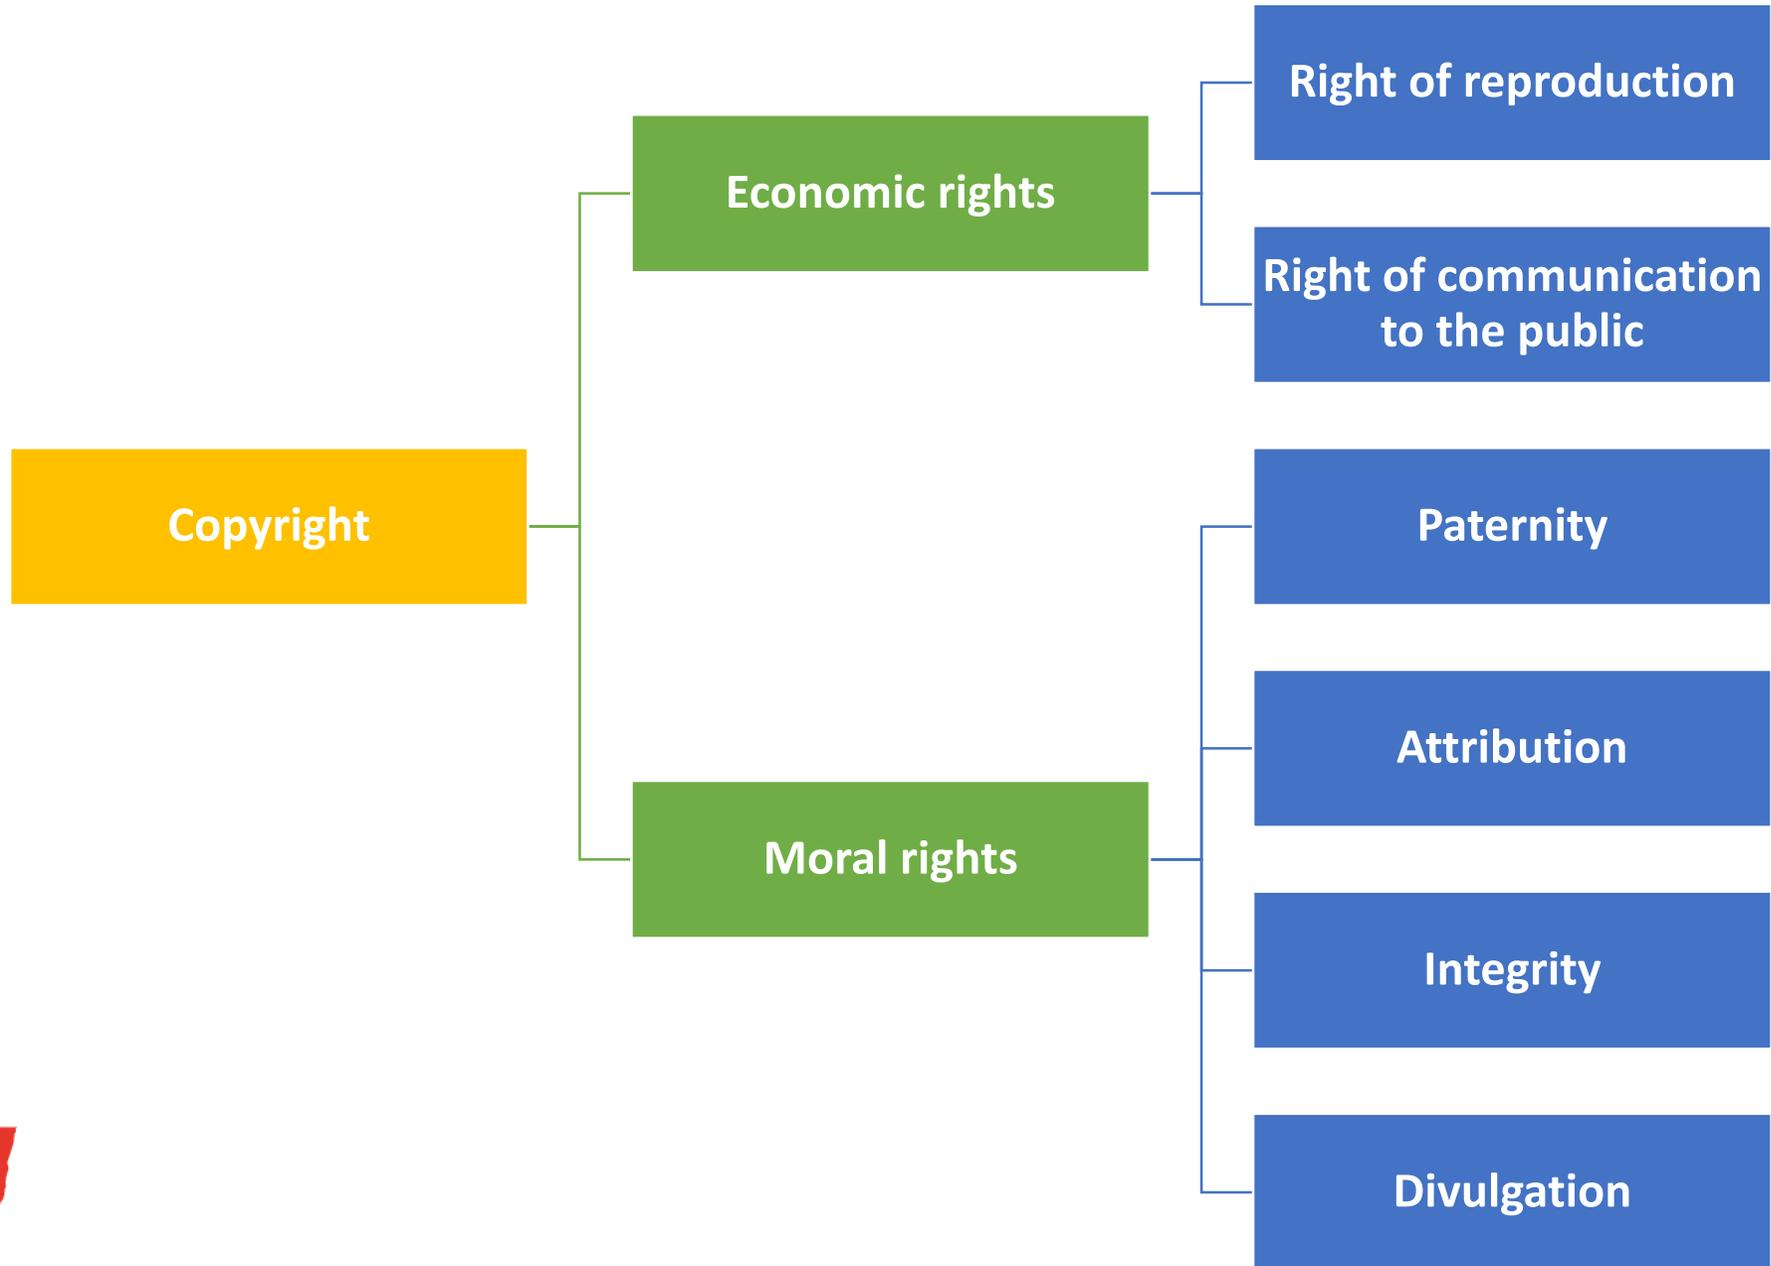 Copyright
Economic rights
Right of reproduction
Right of communication
to the public
Moral rights
Paternity
Attribution
Integrity
Divulgation